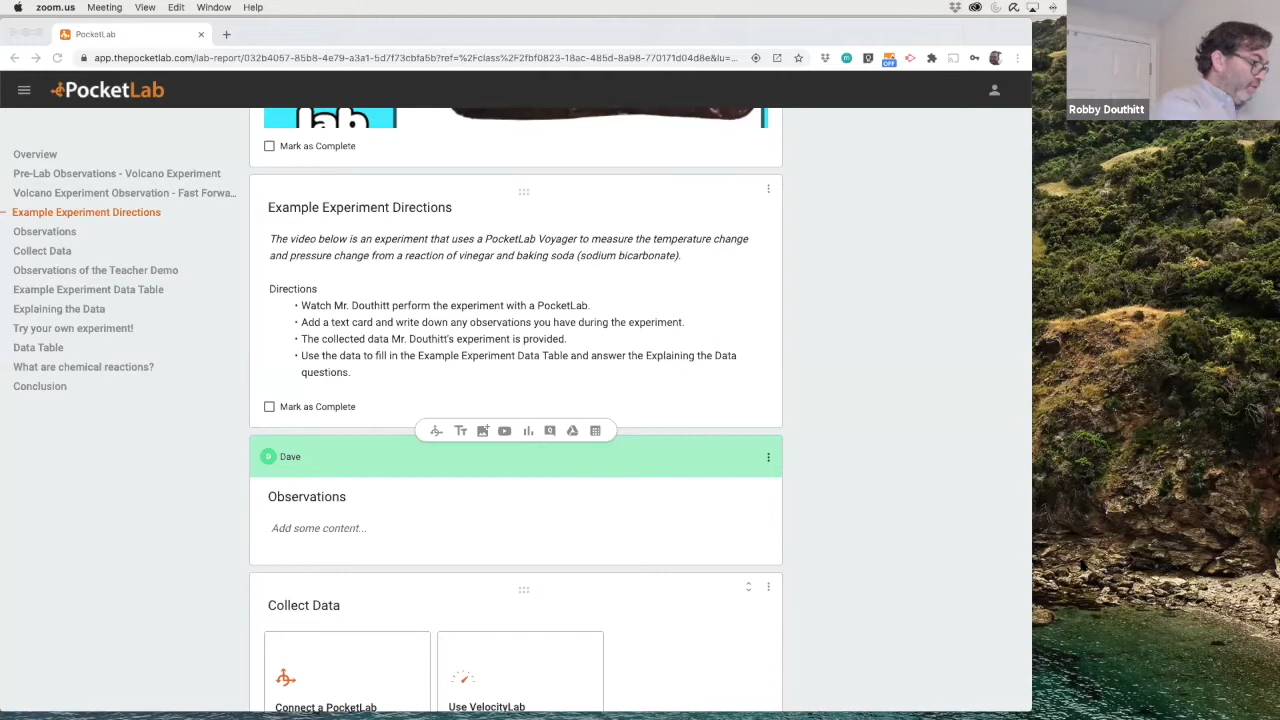 zoom.us Meeting View Edit Window Help
PocketLab
app.thepocketlab.com/lab-report/032b4057-85b8-4e79-a3a1-5d7f73cbfa5b?ref=%2Fclass%2F2fbf0823-18ac-485d-8a98-770171d04d8e&lu=...
OFF
PocketLab
Robby Douthitt
lab
Mark as Complete
Overview
Pre-Lab Observations - Volcano Experiment
Volcano Experiment Observation - Fast Forwa...
Example Experiment Directions
Observations
Collect Data
Observations of the Teacher Demo
Example Experiment Data Table
Explaining the Data
Try your own experiment!
Data Table
What are chemical reactions?
Conclusion
Example Experiment Directions
The video below is an experiment that uses a PocketLab Voyager to measure the temperature change
and pressure change from a reaction of vinegar and baking soda (sodium bicarbonate).
Directions
• Watch Mr. Douthitt perform the experiment with a PocketLab.
• Add a text card and write down any observations you have during the experiment.
• The collected data Mr. Douthitt's experiment is provided.
• Use the data to fill in the Example Experiment Data Table and answer the Explaining the Data
questions.
Mark as Complete
Tт
D Dave
Observations
Add some content...
Collect Data
Connect a PocketLab
Use VelocityLab